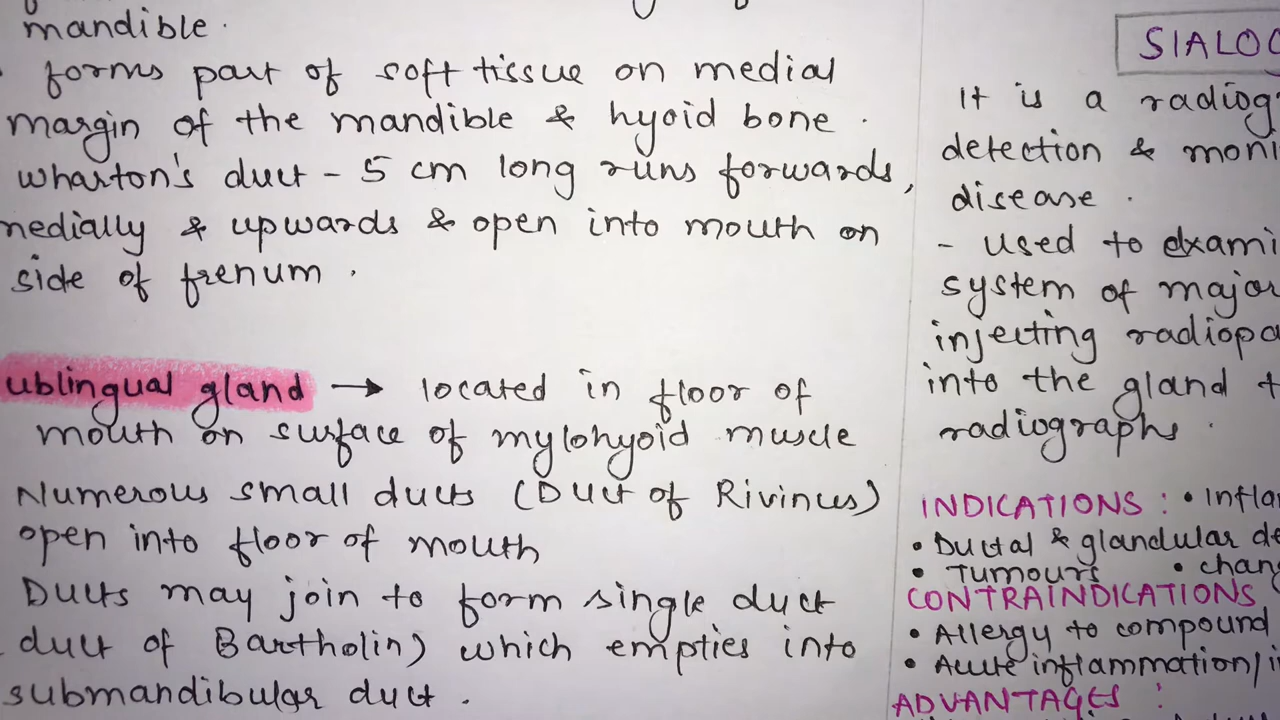 mandible.
forms part of soft tissue on medial
margin of the mandible & hyoid bone.
Wharton's duct - 5 cm long runs forwards,
medially & upwards & open into mouth on
side of frenum.
ublingual gland → located in floor of
mouth on surface of mylohyoid muscle
Numerous small ducts (Duct of Rivinus)
open into floor of mouth
Ducts may join to form single duct
duct of Bartholin) which empties into
submandibular duct.
SIALO
It is a radiog
detection & moni
disease.
- used to exami
system of major
injecting radiopa
into the gland t
radiographs.
INDICATIONS : • Infla
• Ductal & glandular de
• Tumours • chan
CONTRAINDICATIONS
• Allergy to compound
• Acute inflammation/i
ADVANTAGES :